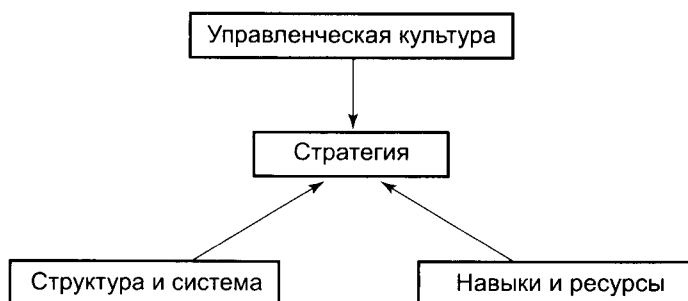 Управленческая культура
Стратегия
Структура и система
Навыки и ресурсы